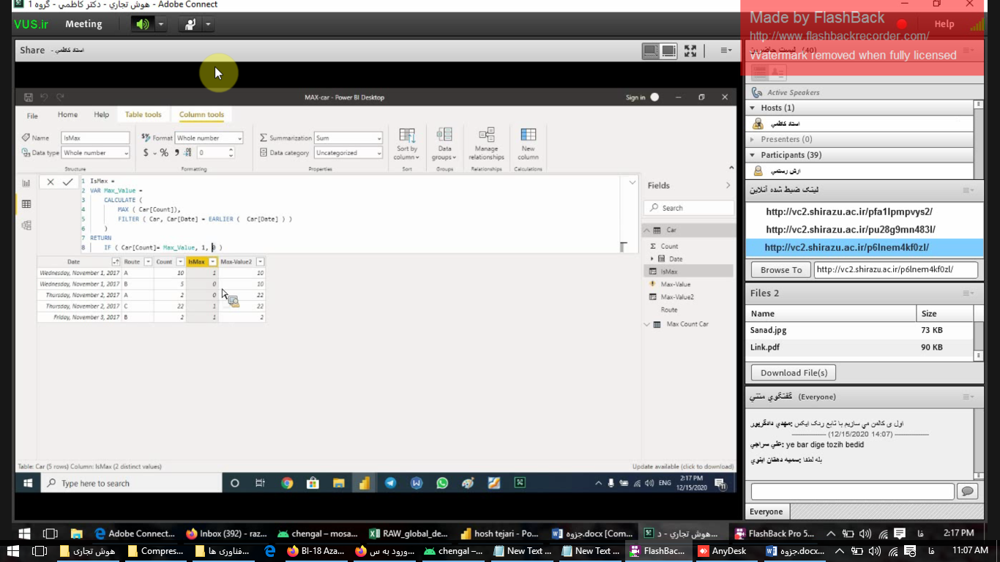 هوش تجاري - دكتر كاظمي - گروه 1 - Adobe Connect
Made by FlashBack
http://www.flashbackrecorder.com/
Watermark removed when fully licensed
VUS.ir Meeting Help
Share - استاد كاظمي
ليست حاضرين (40)
Active Speakers
Hosts (1)
استاد كاظمي
Presenters (0)
Participants (39)
ارش رستمي
MAX-car - Power BI Desktop Sign in
File Home Help Table tools Column tools
Name IsMax Format Whole number Summarization Sum
Data type Whole number $ % 0 Data category Uncategorized
Sort by column Data groups Manage relationships New column
Structure Formatting Properties Sort Groups Relationships Calculations
1 IsMax =
2 VAR Max_Value =
3 CALCULATE (
4 MAX ( Car[Count]),
5 FILTER ( Car, Car[Date] = EARLIER ( Car[Date] ) )
6 )
7 RETURN
8 IF ( Car[Count]= Max_Value, 1, 0 )
Date Route Count IsMax Max-Value2
Wednesday, November 1, 2017 A 10 1 10
Wednesday, November 1, 2017 B 5 0 10
Thursday, November 2, 2017 A 2 0 22
Thursday, November 2, 2017 C 22 1 22
Friday, November 3, 2017 B 2 1 2
Fields
Search
Car
Count
Date
IsMax
Max-Value
Max-Value2
Route
Max Count Car
Table: Car (5 rows) Column: IsMax (2 distinct values) Update available (click to download)
Type here to search
ENG 2:17 PM
12/15/2020
11
لينک ضبط شده آنلاين
http://vc2.shirazu.ac.ir/pfa1lpmpvys2/
http://vc2.shirazu.ac.ir/pu28g9mn483l/
http://vc2.shirazu.ac.ir/p6lnem4kf0zl/
Browse To http://vc2.shirazu.ac.ir/p6lnem4kf0zl/
Files 2
Name Size
Sanad.jpg 73 KB
Link.pdf 90 KB
Download File(s)
گفتگوي متني (Everyone)
مهدي دادگرپور: اول ی کالمن مي سازيم با تابع رنک ايکس
(12/15/2020 14:07)
علي سراجي: ye bar dige tozih bedid
سميه دهقان ابنوي: بله لطفا
Everyone
Adobe Connect... Inbox (392) - raz... chengal – mosa... RAW_global_de... hosh tejari - Po... جزوه.docx [Com... هوش تجاري - د... FlashBack Pro 5... فا 2:17 PM
هوش تجاری Compres... فناوری ها... BI-18 Aza... ورود به س... chengal –... New Text ... New Text ... FlashBac... AnyDesk جزوه.docx... فا 11:07 AM